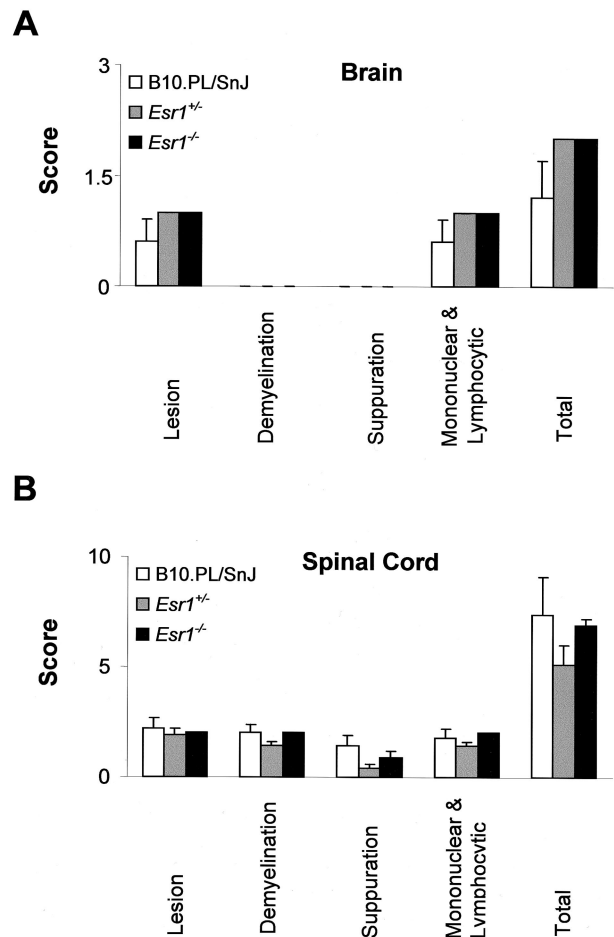 A
Brain
3
1.5
0
Score
B10.PL/SnJ
Esr1+/-
Esr1-/-
Lesion
Demyelination
Suppuration
Mononuclear &
Lymphocytic
Total
B
Spinal Cord
10
5
0
Score
B10.PL/SnJ
Esr1+/-
Esr1-/-
Lesion
Demyelination
Suppuration
Mononuclear &
Lymphocytic
Total